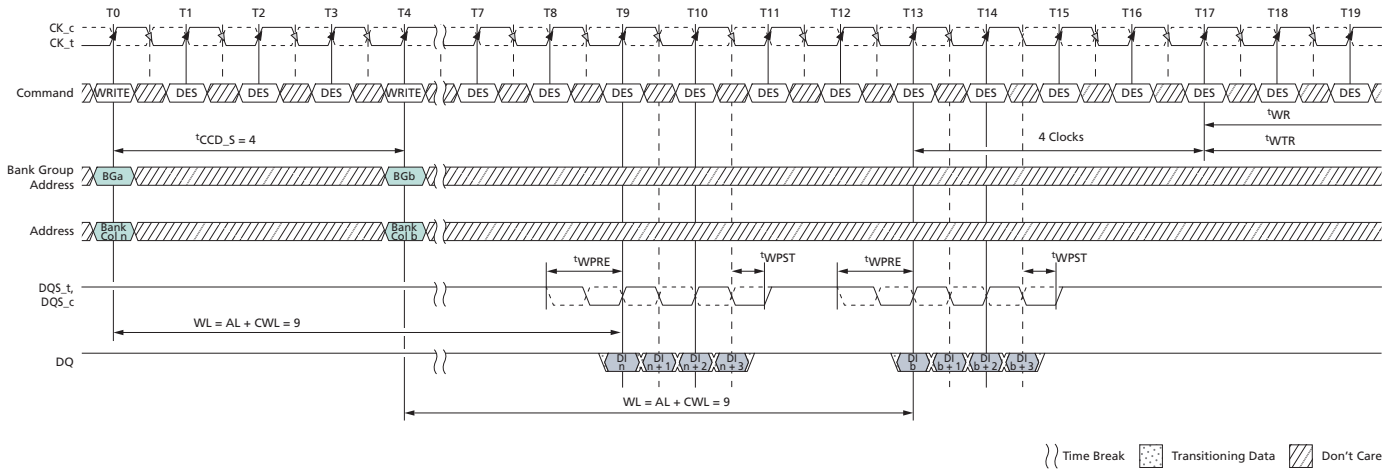 T0 T1 T2 T3 T4 T7 T8 T9 T10 T11 T12 T13 T14 T15 T16 T17 T18 T19
CK_c
CK_t
Command WRITE DES DES DES WRITE DES DES DES DES DES DES DES DES DES DES DES DES DES
tWR
tCCD_S = 4 4 Clocks tWTR
Bank Group
Address BGa BGb
Address Bank
Col n Bank
Col b
tWPRE tWPST tWPRE tWPST
DQS_t,
DQS_c
WL = AL + CWL = 9
DQ DI
n DI
n + 1 DI
n + 2 DI
n + 3 DI
b DI
b + 1 DI
b + 2 DI
b + 3
WL = AL + CWL = 9
Time Break Transitioning Data Don't Care